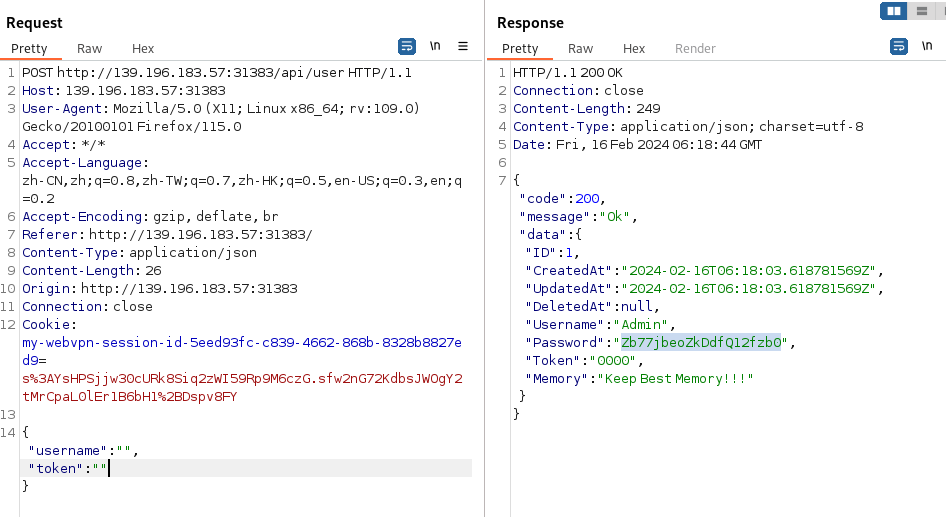 Request
Pretty Raw Hex \n
1 POST http://139.196.183.57:31383/api/user HTTP/1.1
2 Host: 139.196.183.57:31383
3 User-Agent: Mozilla/5.0 (X11; Linux x86_64; rv:109.0)
Gecko/20100101 Firefox/115.0
4 Accept: */*
5 Accept-Language:
zh-CN,zh;q=0.8,zh-TW;q=0.7,zh-HK;q=0.5,en-US;q=0.3,en;q
=0.2
6 Accept-Encoding: gzip, deflate, br
7 Referer: http://139.196.183.57:31383/
8 Content-Type: application/json
9 Content-Length: 26
10 Origin: http://139.196.183.57:31383
11 Connection: close
12 Cookie:
my-webvpn-session-id-5eed93fc-c839-4662-868b-8328b8827e
d9=
s%3AYsHPSjjw30cURk8Siq2zWI59Rp9M6czG.sfw2nG72KdbsJWOgY2
tMrCpaL0lEr1B6bH1%2BDspv8FY
13
14 {
"username":"",
"token":""
}
Response
Pretty Raw Hex Render \n
1 HTTP/1.1 200 OK
2 Connection: close
3 Content-Length: 249
4 Content-Type: application/json; charset=utf-8
5 Date: Fri, 16 Feb 2024 06:18:44 GMT
6
7 {
"code":200,
"message":"Ok",
"data":{
"ID":1,
"CreatedAt":"2024-02-16T06:18:03.618781569Z",
"UpdatedAt":"2024-02-16T06:18:03.618781569Z",
"DeletedAt":null,
"Username":"Admin",
"Password":"Zb77jbeoZkDdfQ12fzb0",
"Token":"0000",
"Memory":"Keep Best Memory!!!"
}
}